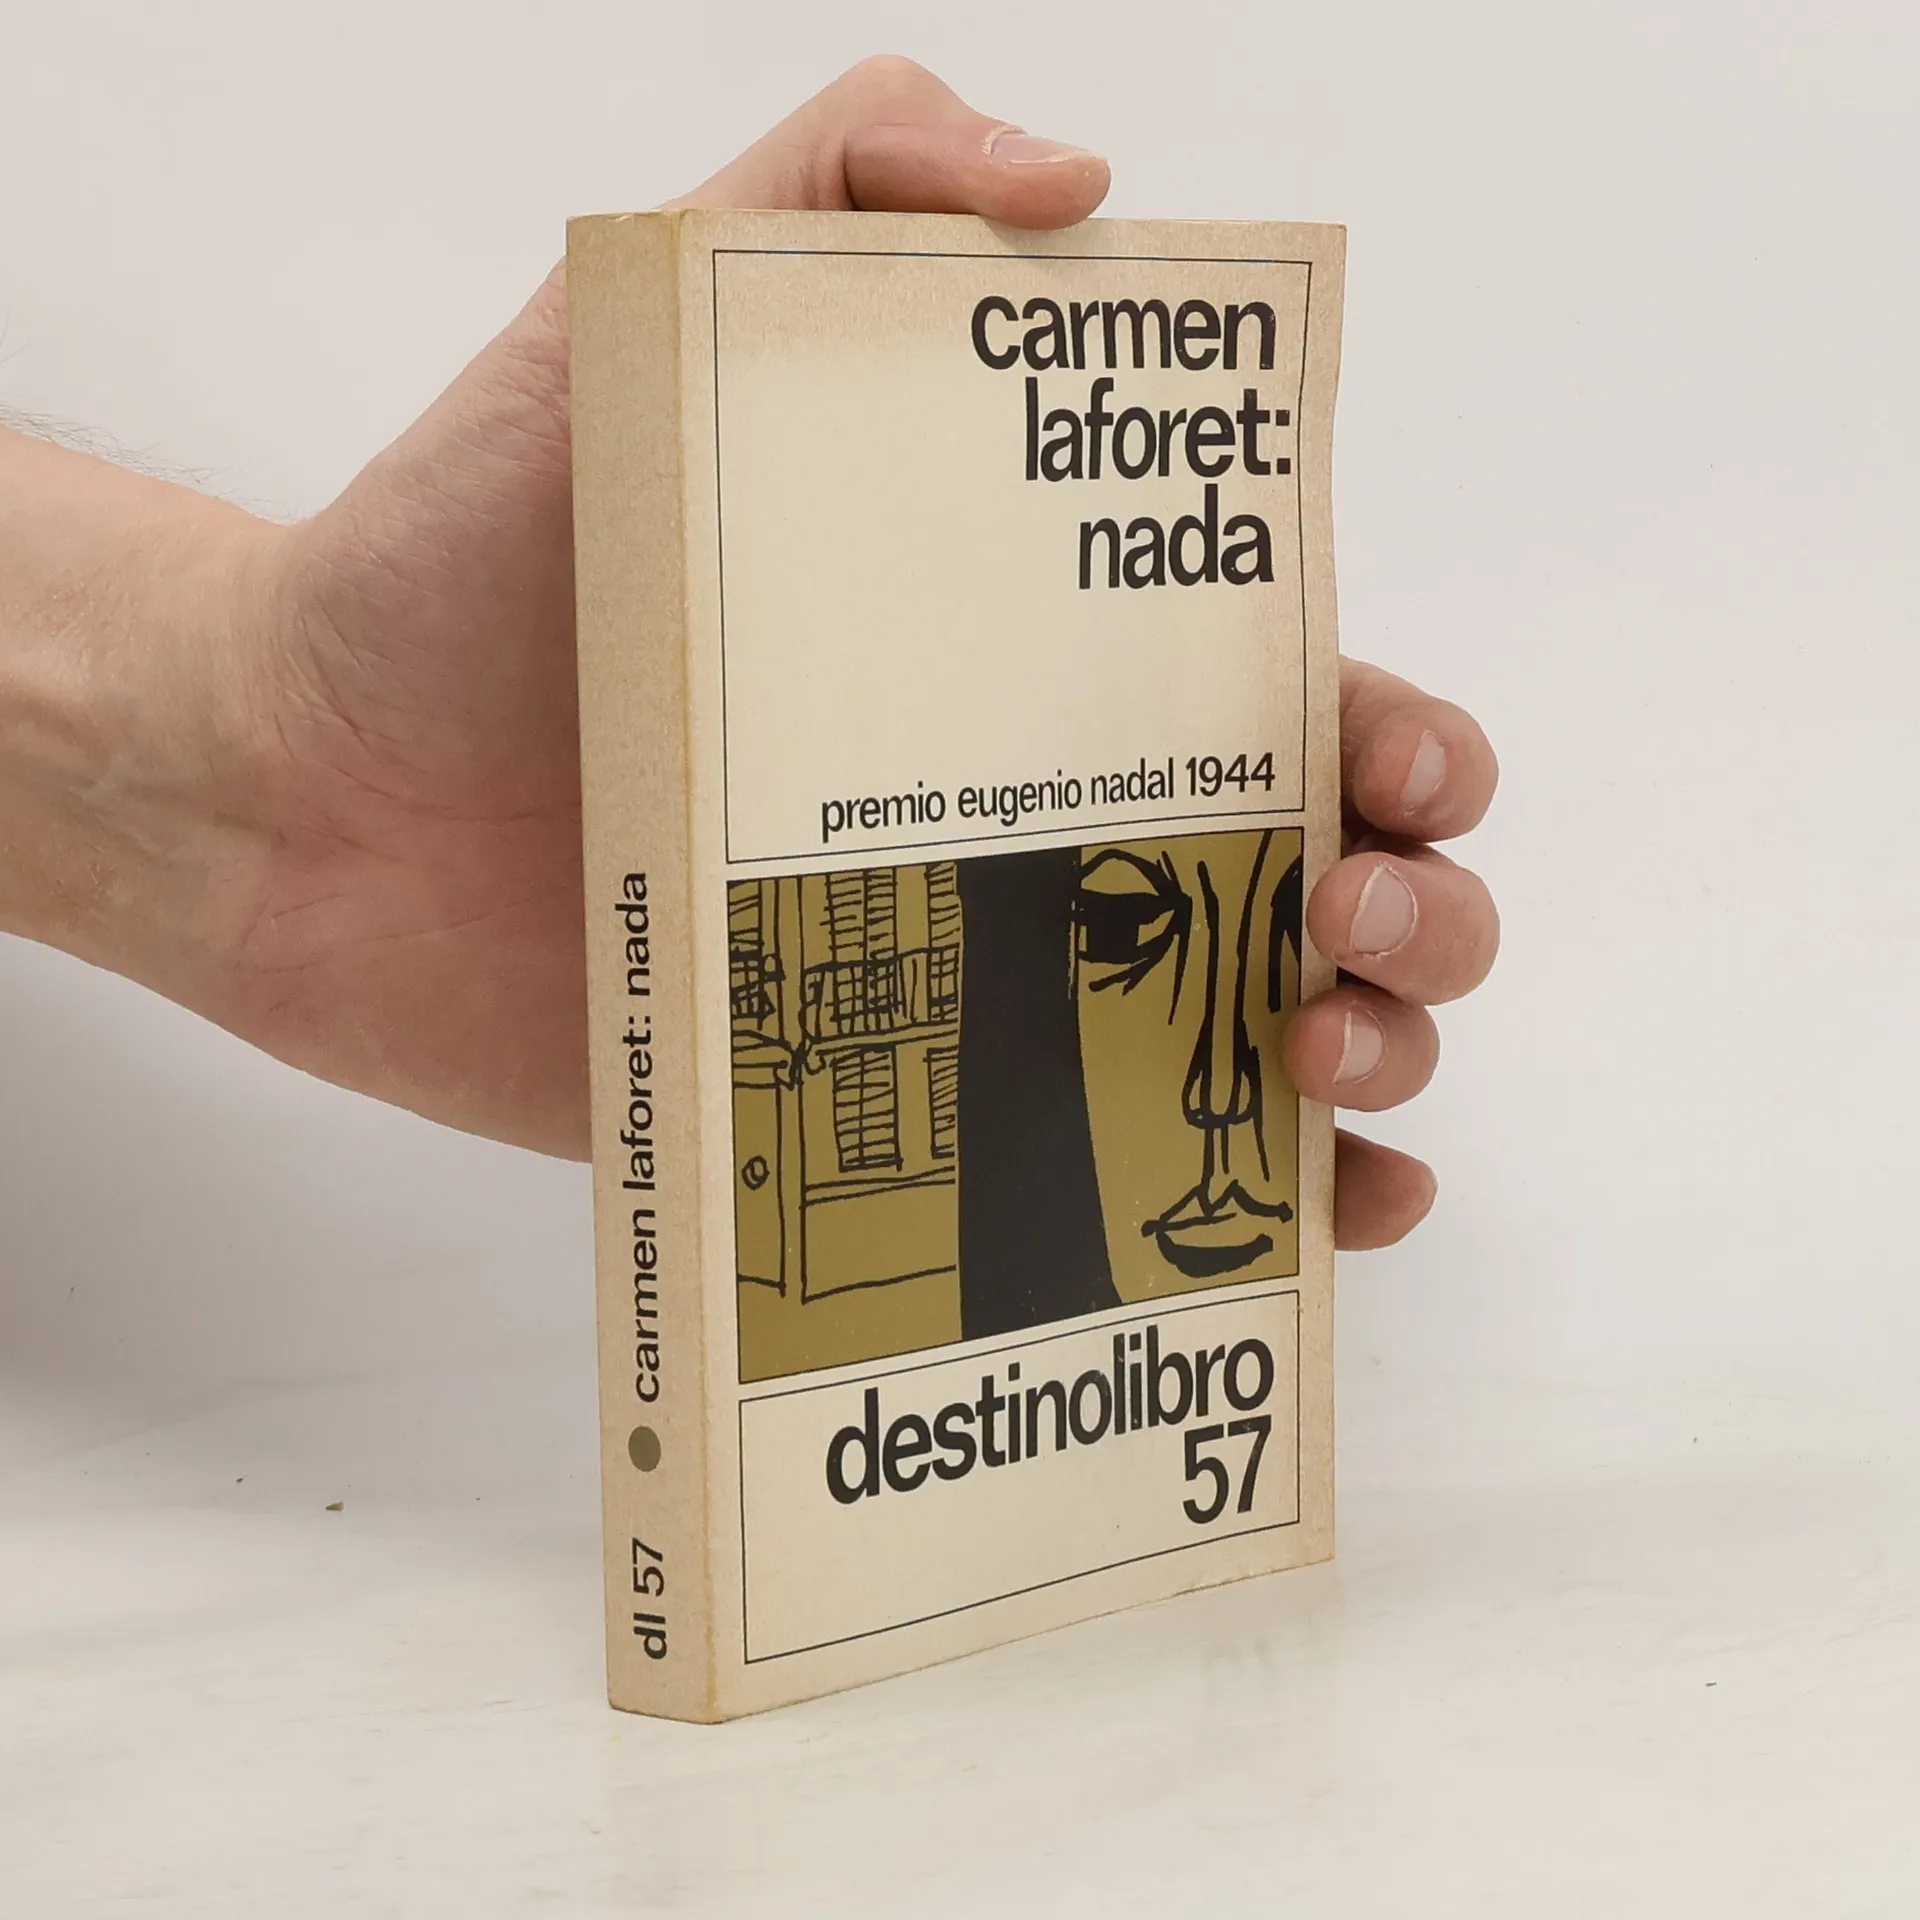 carmen
laforet:
nada
premio eugenio nadal 1944
destinolibro
57
dl 57 carmen laforet: nada